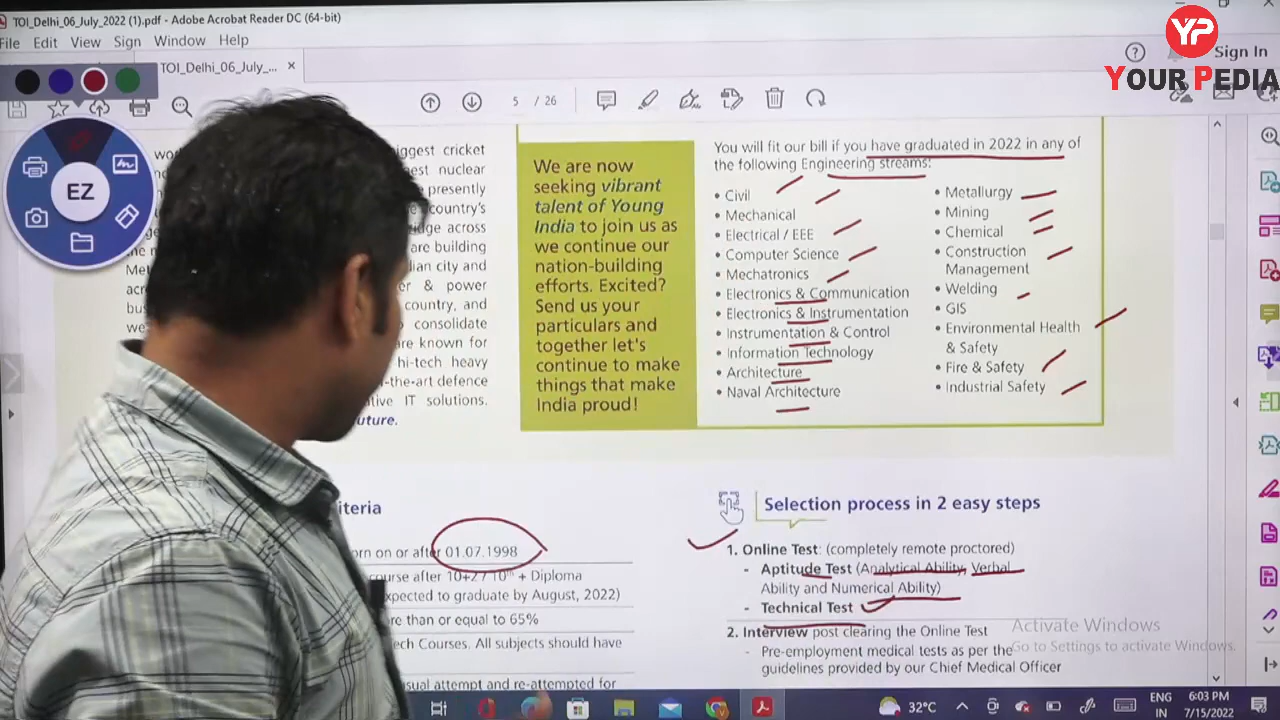 TOI_Delhi_06_July_2022 (1).pdf - Adobe Acrobat Reader DC (64-bit)
File Edit View Sign Window Help
TOI_Delhi_06_July_... ×
Sign In
YP
YOUR PEDIA
5 / 26
EZ
ggest cricket
nuclear
presently
country's
across
are building
ian city and
& power
country, and
consolidate
are known for
hi-tech heavy
defence
IT solutions.
We are now
seeking vibrant
talent of Young
India to join us as
we continue our
nation-building
efforts. Excited?
Send us your
particulars and
together let's
continue to make
things that make
India proud!
You will fit our bill if you have graduated in 2022 in any of
the following Engineering streams:
• Civil
• Mechanical
• Electrical / EEE
• Computer Science
• Mechatronics
• Electronics & Communication
• Electronics & Instrumentation
• Instrumentation & Control
• Information Technology
• Architecture
• Naval Architecture
• Metallurgy
• Mining
• Chemical
• Construction
Management
• Welding
• GIS
• Environmental Health
& Safety
• Fire & Safety
• Industrial Safety
iteria
orn on or after 01.07.1998
course after 10+2 / 10th + Diploma
xpected to graduate by August, 2022)
re than or equal to 65%
ech Courses. All subjects should have
sual attempt and re-attempted for
Selection process in 2 easy steps
1. Online Test: (completely remote proctored)
- Aptitude Test (Analytical Ability, Verbal
Ability and Numerical Ability)
- Technical Test
2. Interview post clearing the Online Test
- Pre-employment medical tests as per the
guidelines provided by our Chief Medical Officer
Activate Windows
Go to Settings to activate Windows.
32°C
ENG
IN
6:03 PM
7/15/2022